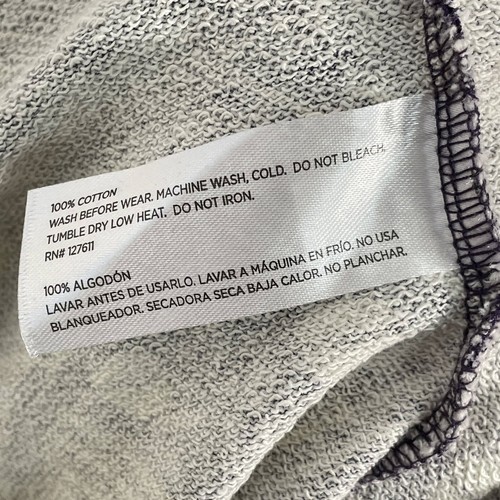 100% COTTON
WASH BEFORE WEAR. MACHINE WASH, COLD. DO NOT BLEACH.
TUMBLE DRY LOW HEAT. DO NOT IRON.
RN# 127611
100% ALGODÓN
LAVAR ANTES DE USARLO. LAVAR A MÁQUINA EN FRÍO. NO USA
BLANQUEADOR. SECADORA SECA BAJA CALOR. NO PLANCHAR.